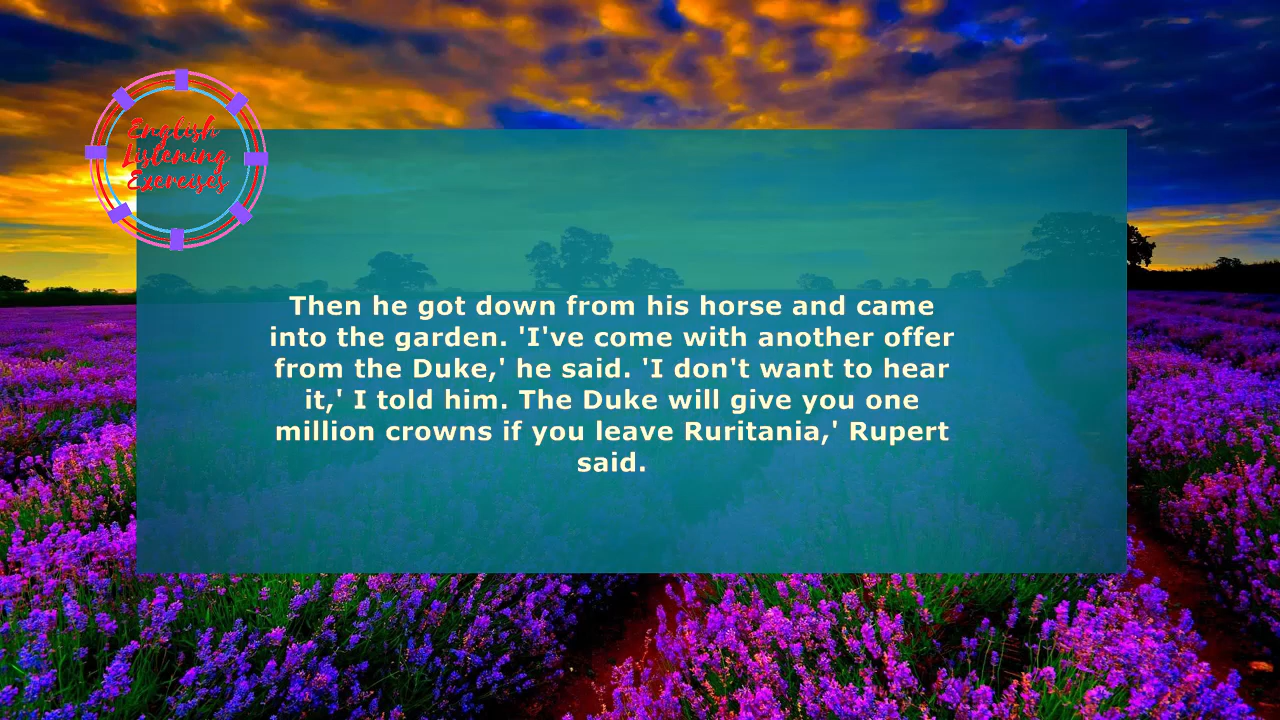 English
Listening
Exercises
Then he got down from his horse and came
into the garden. 'I've come with another offer
from the Duke,' he said. 'I don't want to hear
it,' I told him. The Duke will give you one
million crowns if you leave Ruritania,' Rupert
said.